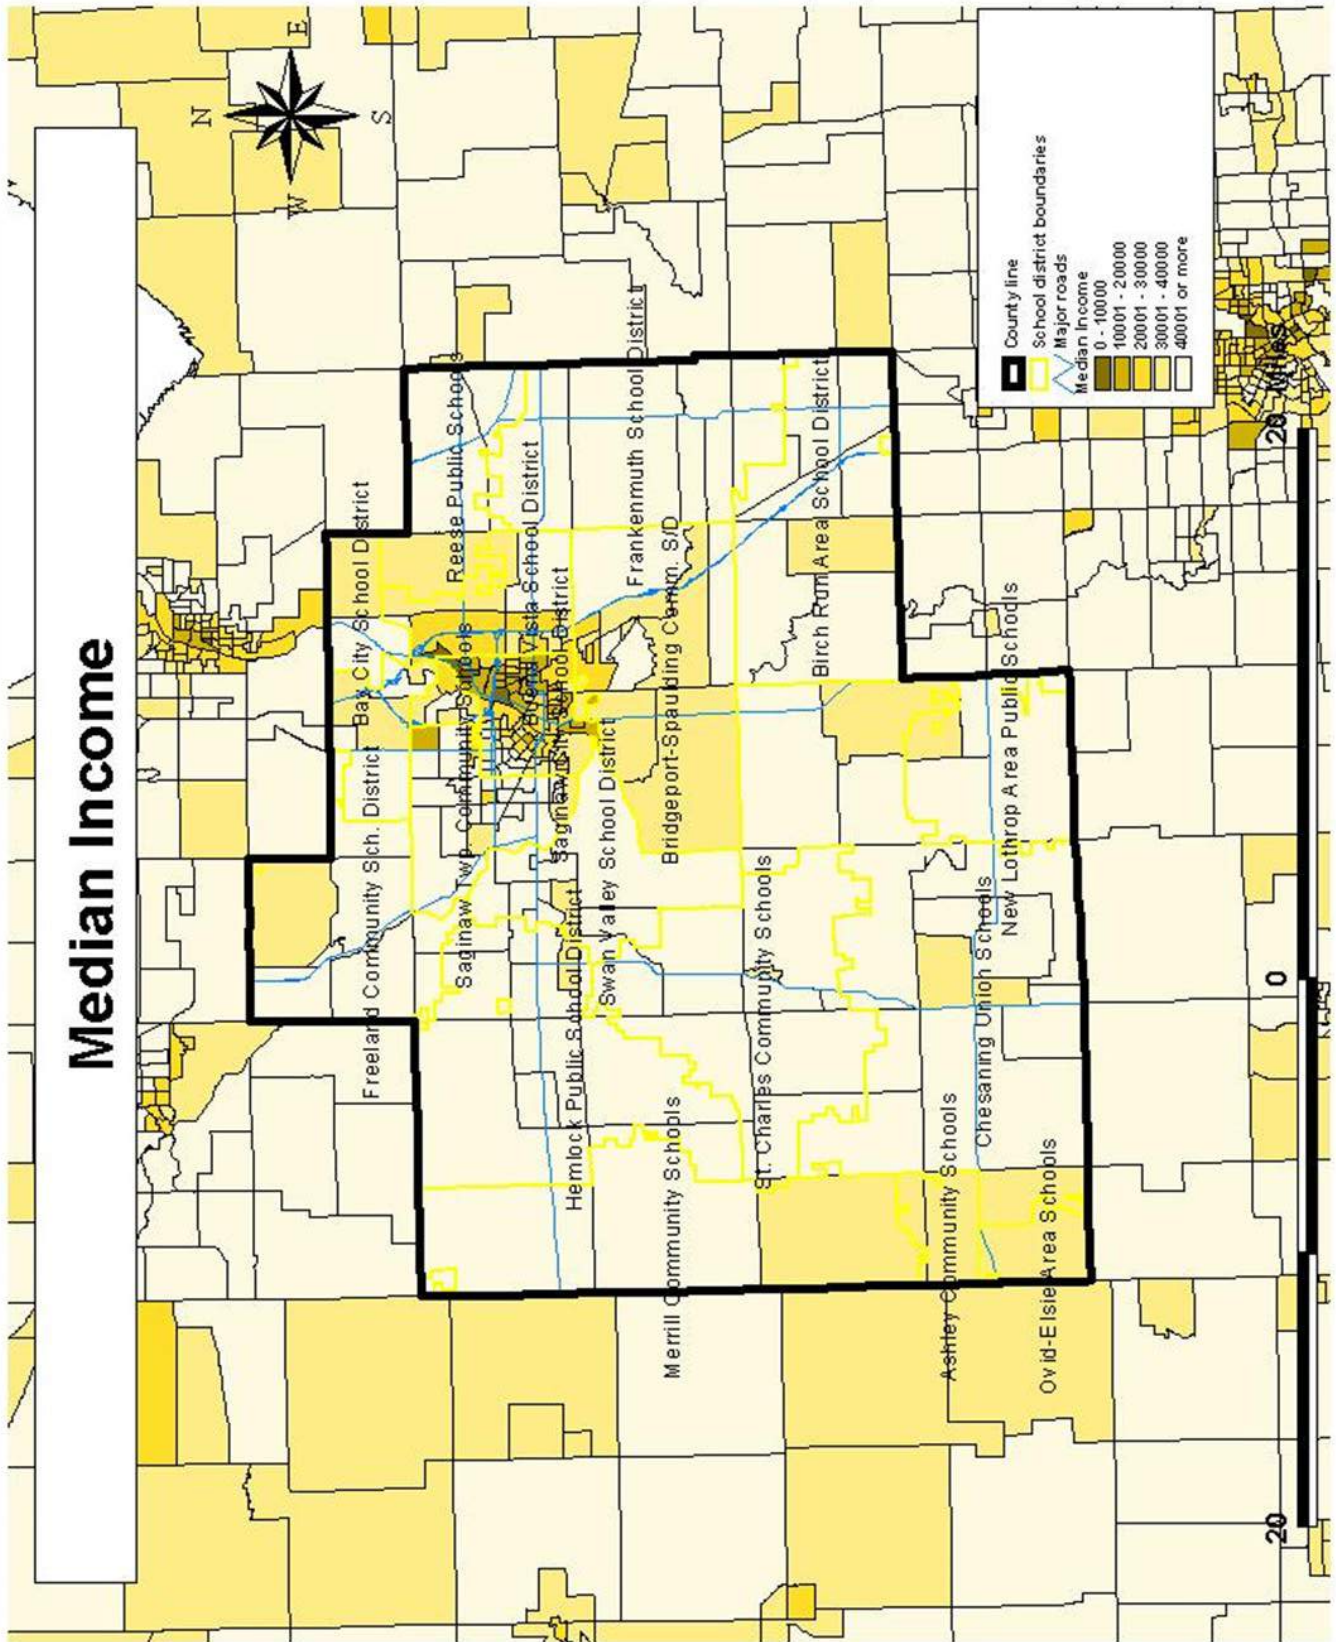 Median Income
N
E
S
W
Bay City School District
Reese Public Schools
Freeland Community Sch. District
Saginaw Twp. Community Schools
Buena Vista School District
Saginaw City School District
Frankenmuth School District
Hemlock Public School District
Swan Valley School District
Bridgeport-Spaulding Comm. S/D
Merrill Community Schools
St. Charles Community Schools
Birch Run Area School District
Ashley Community Schools
Chesaning Union Schools
New Lothrop Area Public Schools
Ovid-Elsie Area Schools
County line
School district boundaries
Major roads
Median Income
0 - 10000
10001 - 20000
20001 - 30000
30001 - 40000
40001 or more
20
0
20 Miles